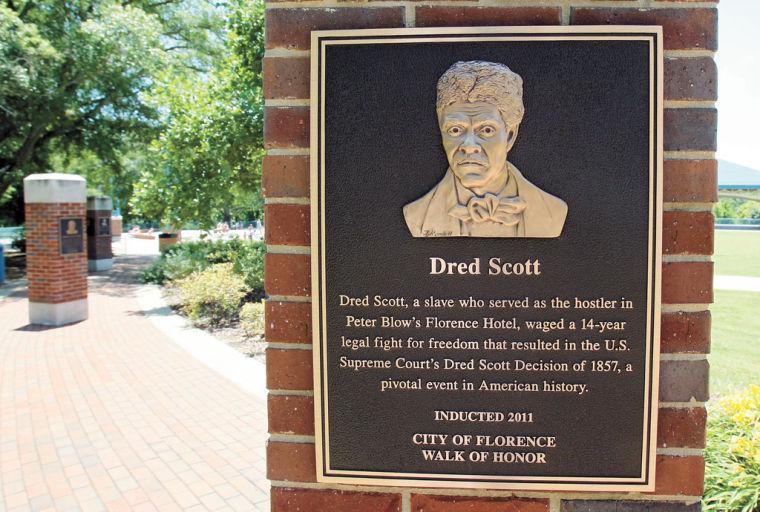 Dred Scott
Dred Scott, a slave who served as the hostler in
Peter Blow's Florence Hotel, waged a 14-year
legal fight for freedom that resulted in the U.S.
Supreme Court's Dred Scott Decision of 1857, a
pivotal event in American history.
INDUCTED 2011
CITY OF FLORENCE
WALK OF HONOR